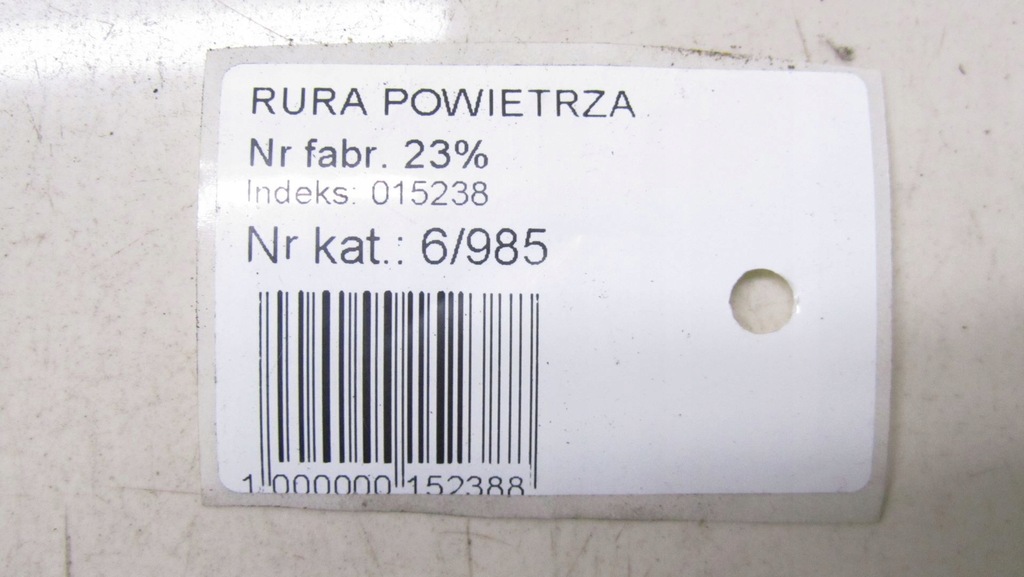 RURA POWIETRZA
Nr fabr. 23%
Indeks: 015238
Nr kat.: 6/985
1 000000 152388